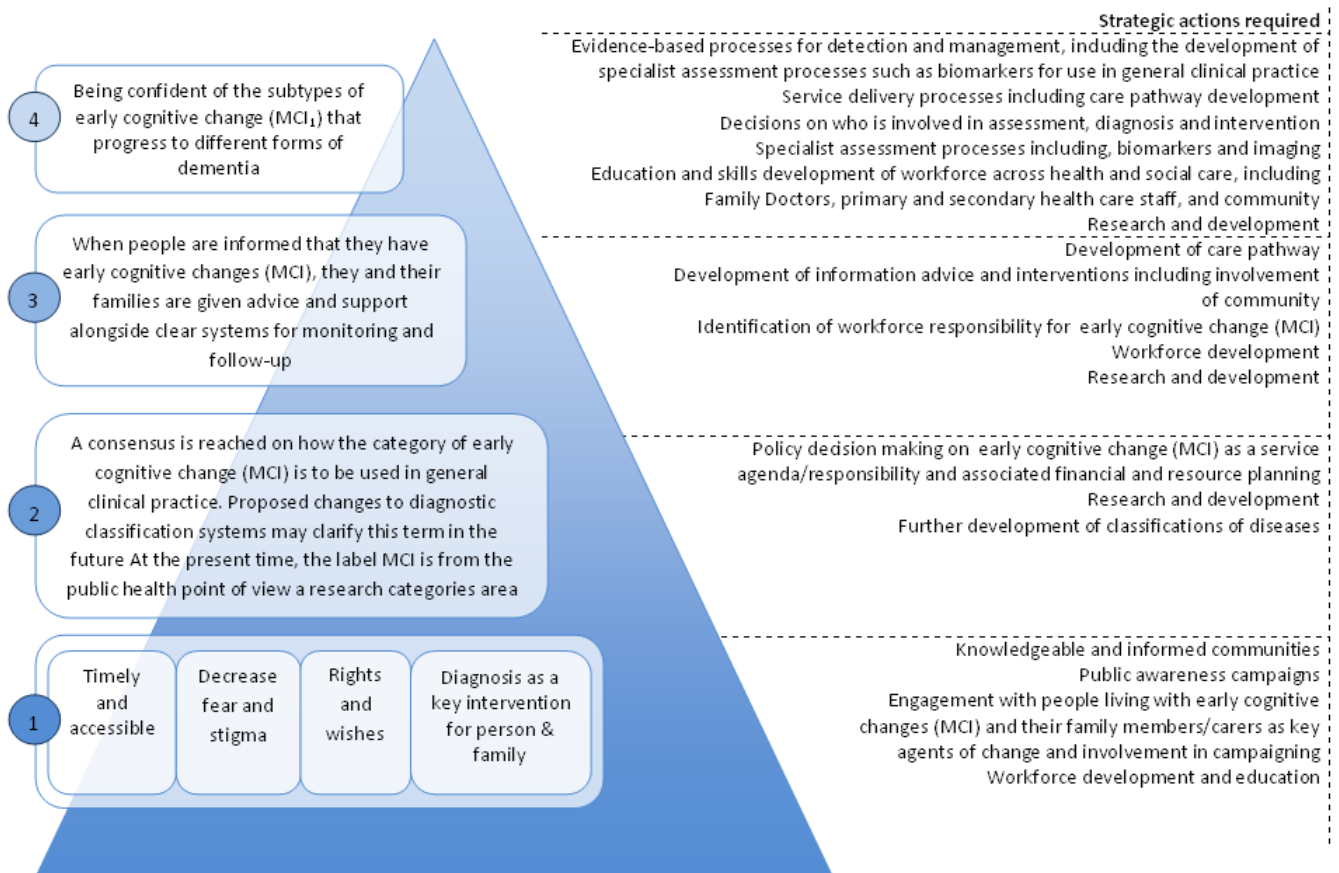 Strategic actions required
Evidence-based processes for detection and management, including the development of
specialist assessment processes such as biomarkers for use in general clinical practice
Service delivery processes including care pathway development
Decisions on who is involved in assessment, diagnosis and intervention
Specialist assessment processes including, biomarkers and imaging
Education and skills development of workforce across health and social care, including
Family Doctors, primary and secondary health care staff, and community
Research and development
4
Being confident of the subtypes of
early cognitive change (MCI₁) that
progress to different forms of
dementia
3
When people are informed that they have
early cognitive changes (MCI), they and their
families are given advice and support
alongside clear systems for monitoring and
follow-up
Development of care pathway
Development of information advice and interventions including involvement
of community
Identification of workforce responsibility for early cognitive change (MCI)
Workforce development
Research and development
2
A consensus is reached on how the category of early
cognitive change (MCI) is to be used in general
clinical practice. Proposed changes to diagnostic
classification systems may clarify this term in the
future At the present time, the label MCI is from the
public health point of view a research categories area
Policy decision making on early cognitive change (MCI) as a service
agenda/responsibility and associated financial and resource planning
Research and development
Further development of classifications of diseases
1
Timely
and
accessible
Decrease
fear and
stigma
Rights
and
wishes
Diagnosis as a
key intervention
for person &
family
Knowledgeable and informed communities
Public awareness campaigns
Engagement with people living with early cognitive
changes (MCI) and their family members/carers as key
agents of change and involvement in campaigning
Workforce development and education